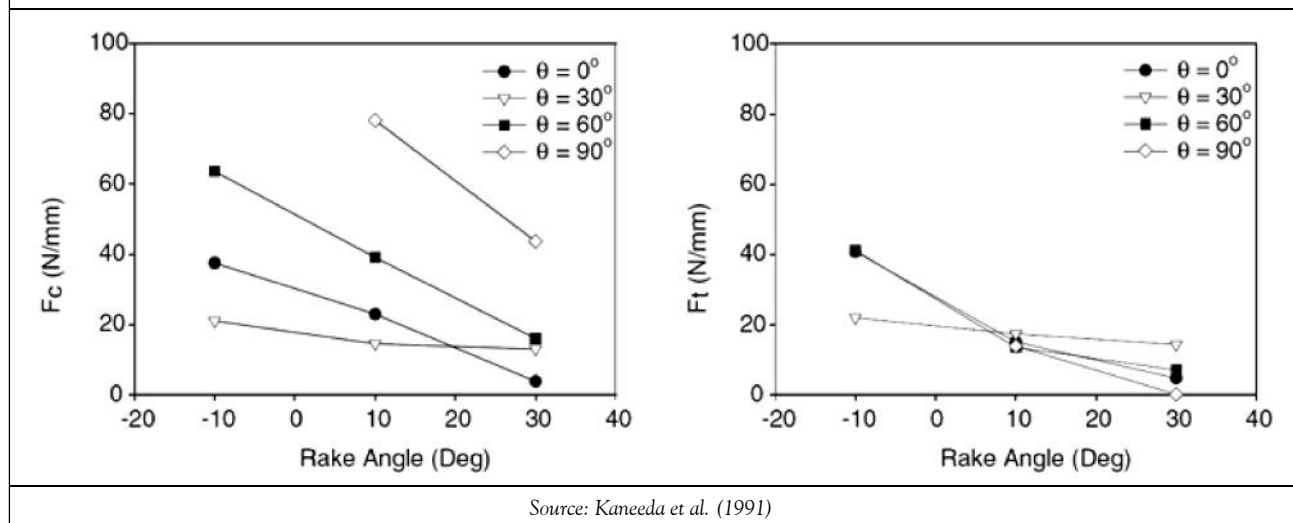 100
80
60
40
20
0
-20
-10
0
10
20
30
40
Fc (N/mm)
Rake Angle (Deg)
θ = 0°
θ = 30°
θ = 60°
θ = 90°
100
80
60
40
20
0
-20
-10
0
10
20
30
40
Ft (N/mm)
Rake Angle (Deg)
θ = 0°
θ = 30°
θ = 60°
θ = 90°
Source: Kaneeda et al. (1991)